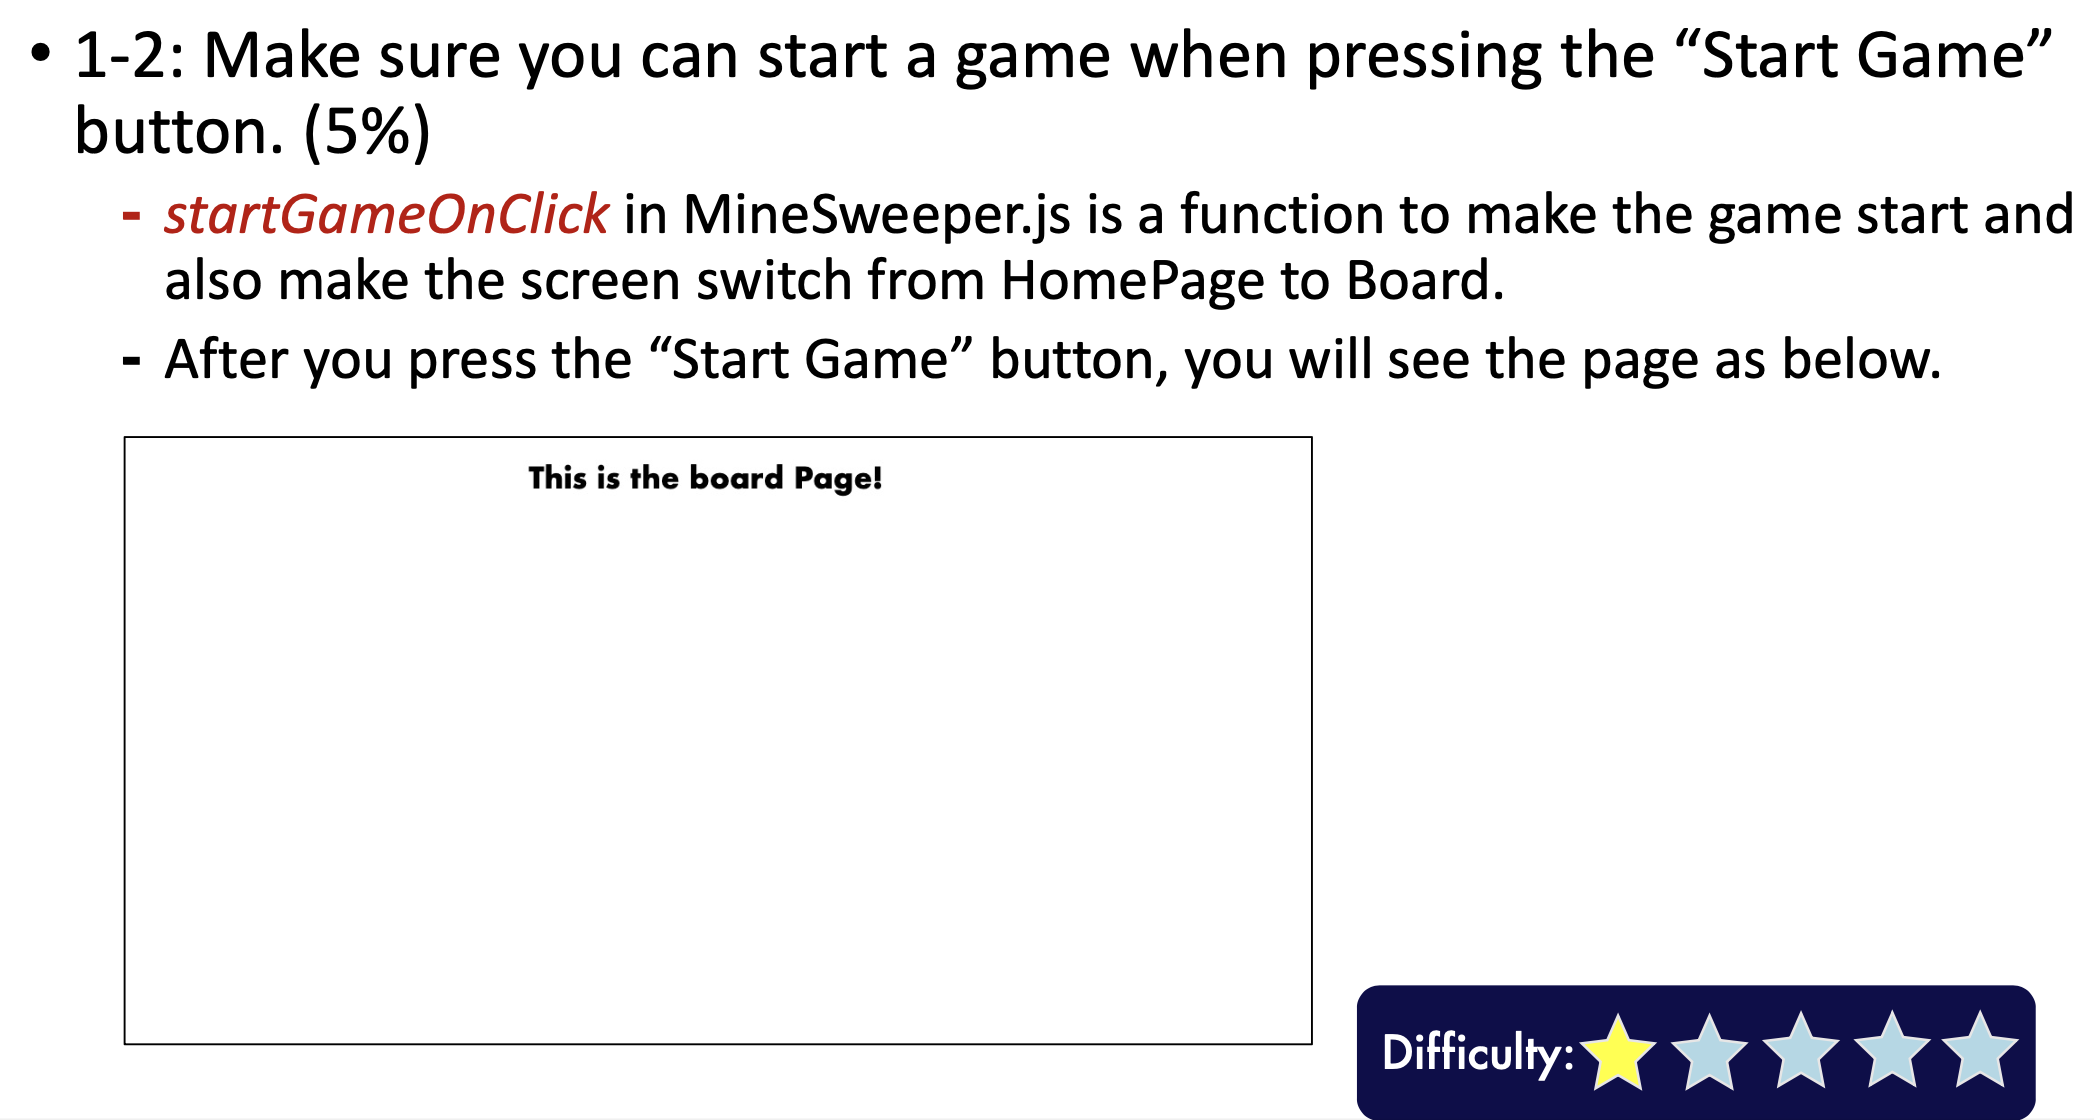 • 1-2: Make sure you can start a game when pressing the “Start Game”
button. (5%)
- startGameOnClick in MineSweeper.js is a function to make the game start and
also make the screen switch from HomePage to Board.
- After you press the “Start Game” button, you will see the page as below.
This is the board Page!
Difficulty: